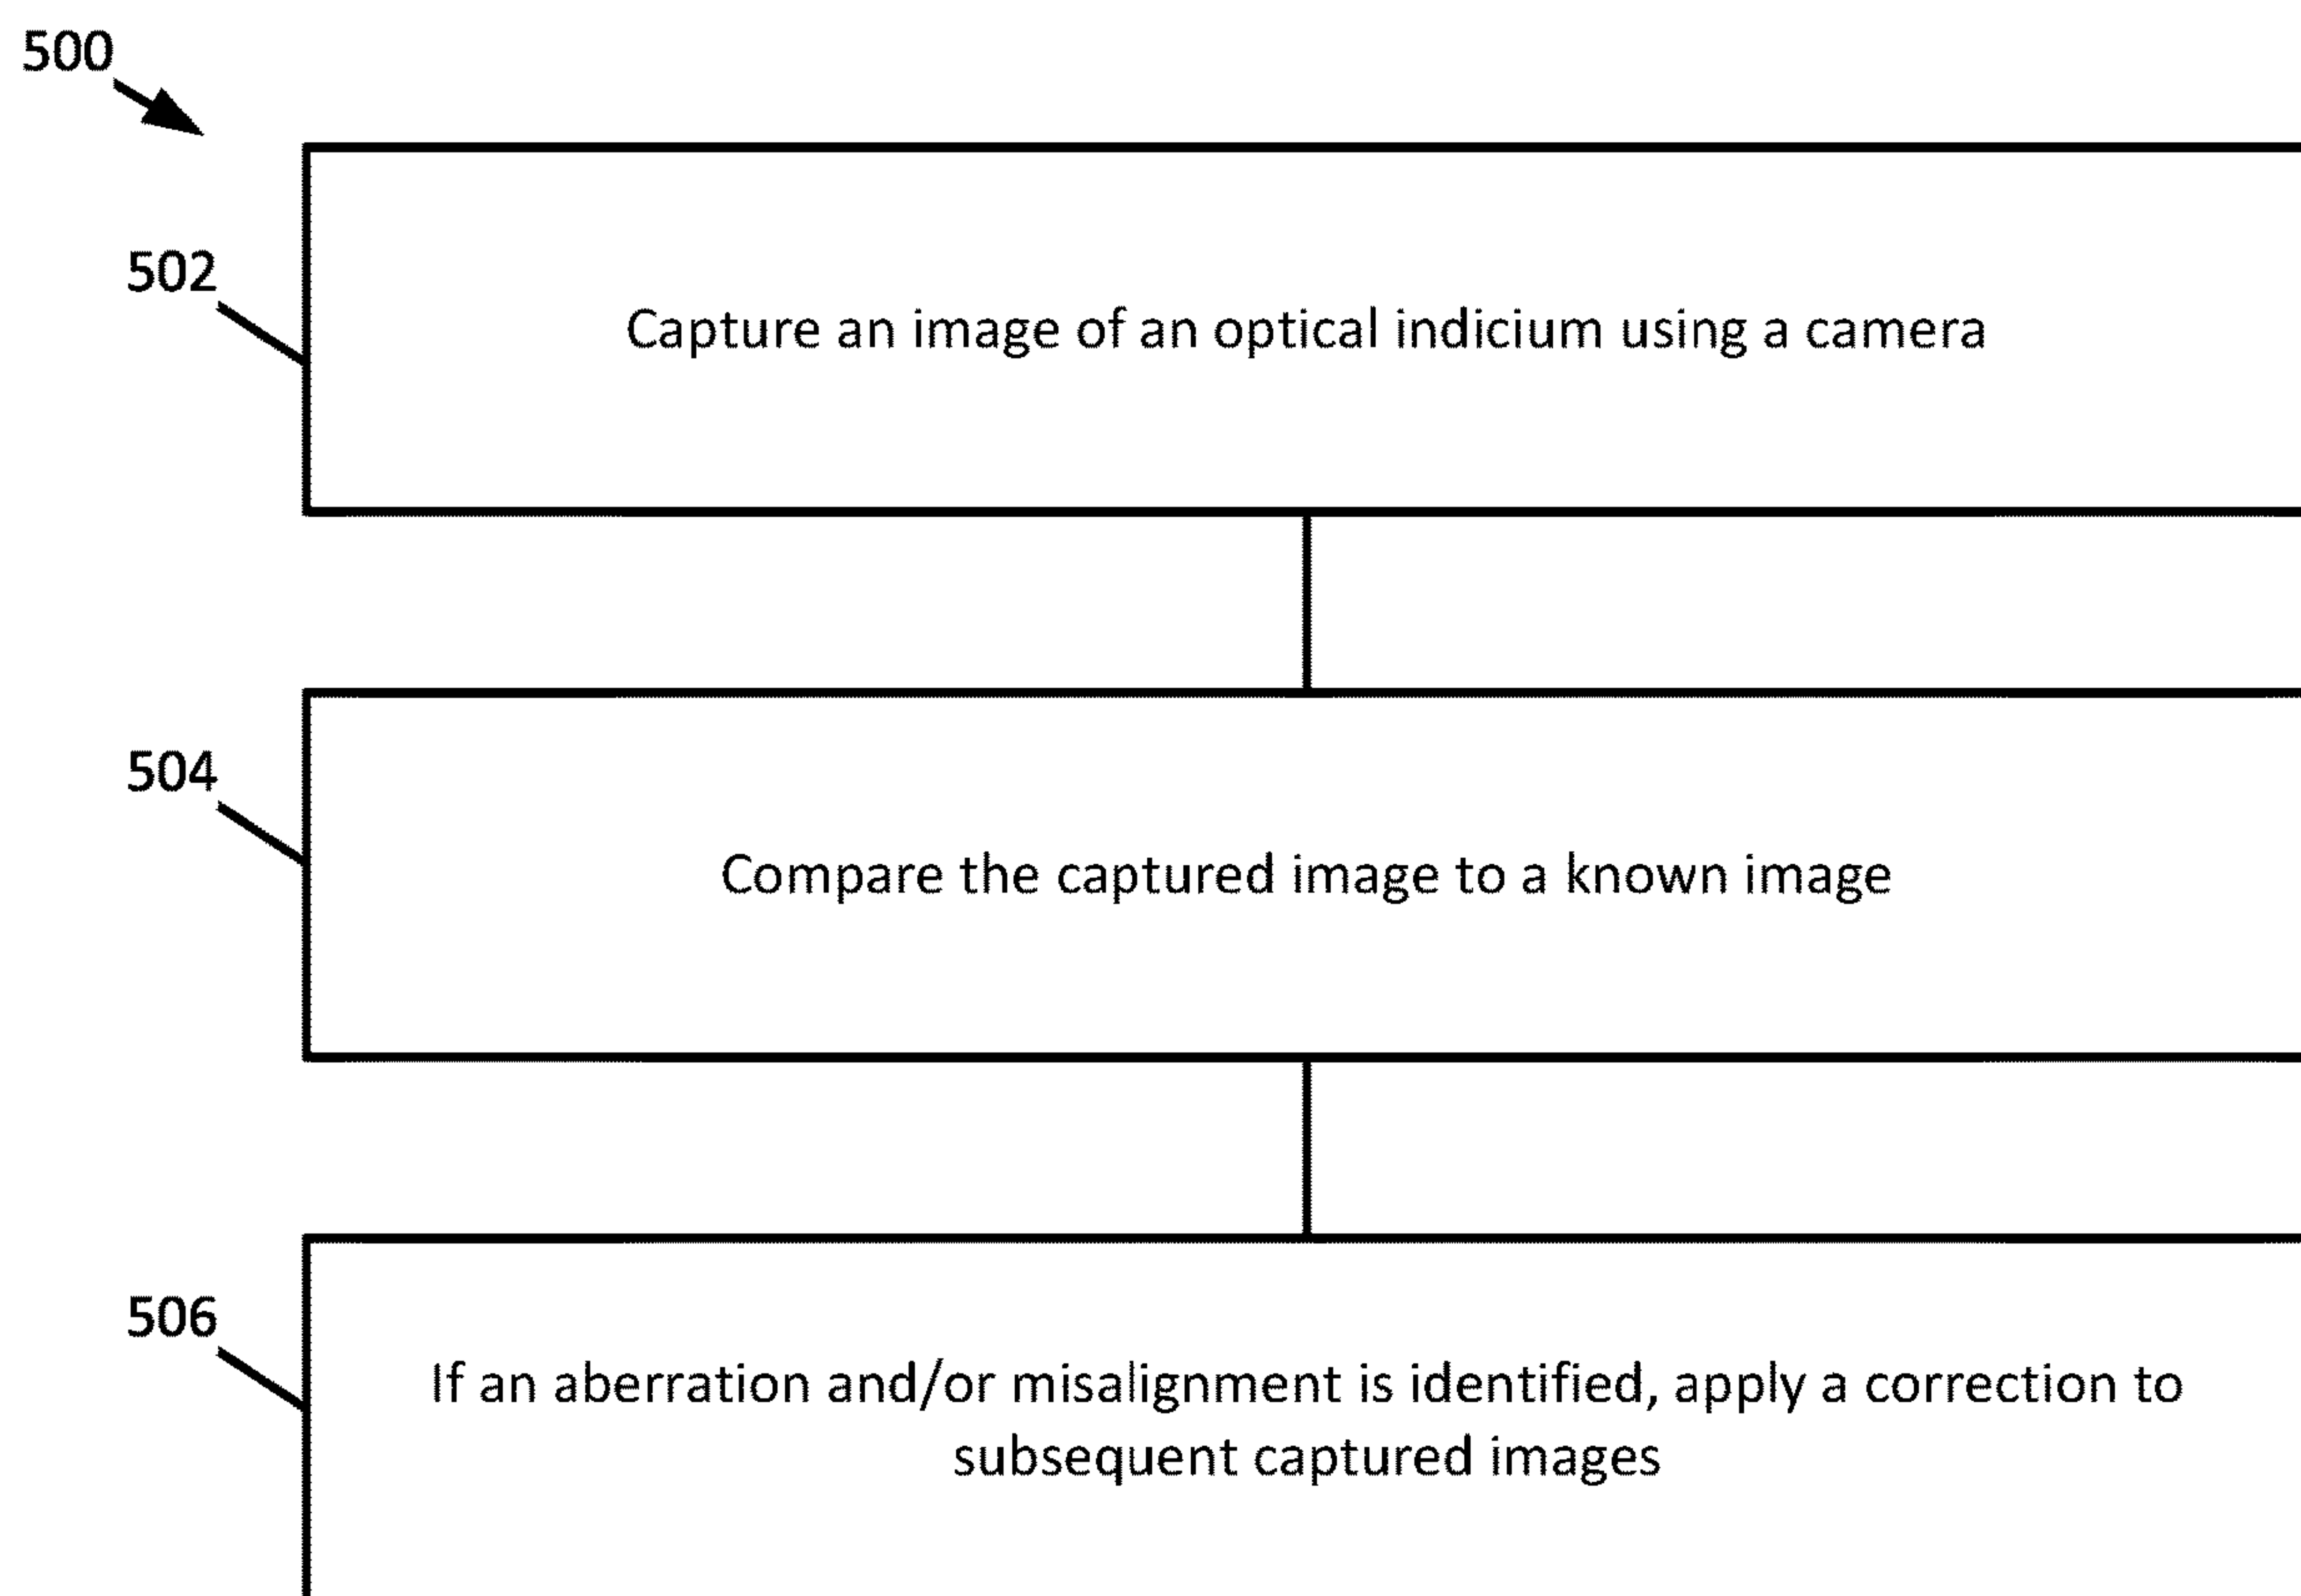 500
502
Capture an image of an optical indicium using a camera
504
Compare the captured image to a known image
506
If an aberration and/or misalignment is identified, apply a correction to
subsequent captured images